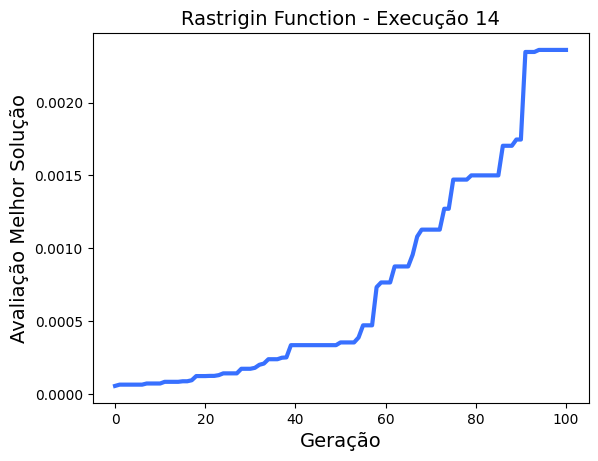 Rastrigin Function - Execução 14
Avaliação Melhor Solução
0.0020
0.0015
0.0010
0.0005
0.0000
0 20 40 60 80 100
Geração